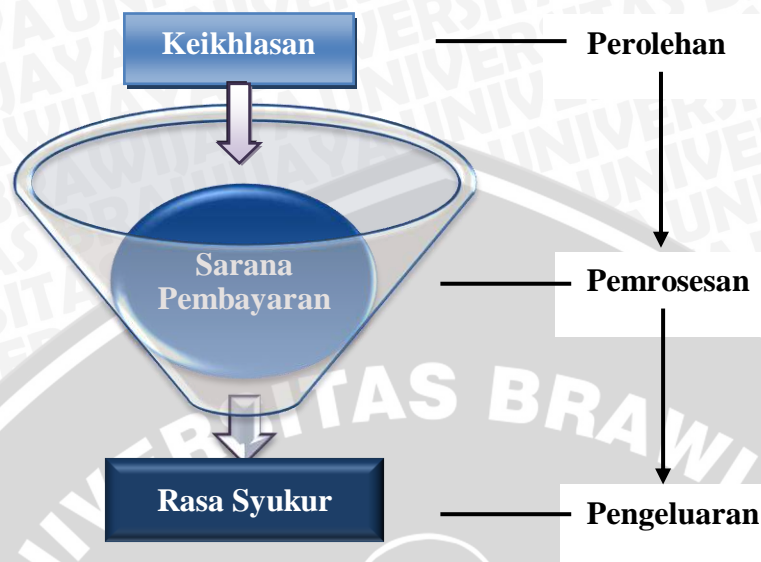 Keikhlasan
Perolehan
Sarana
Pembayaran
Pemrosesan
Rasa Syukur
Pengeluaran